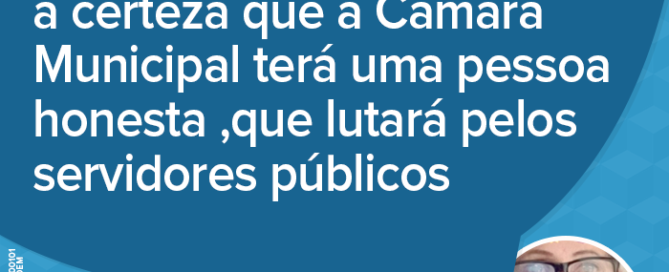 a certeza que a Câmara
Municipal terá uma pessoa
honesta ,que lutará pelos
servidores públicos